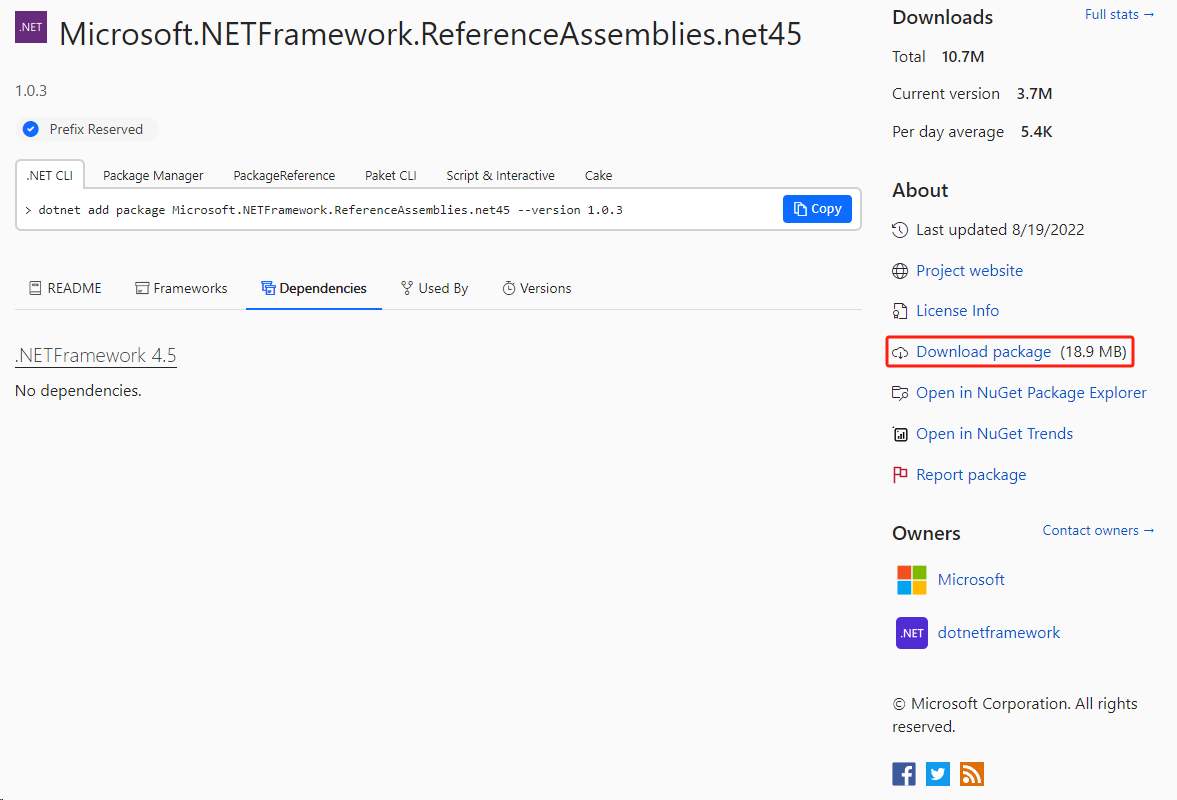 .NET
Microsoft.NETFramework.ReferenceAssemblies.net45
1.0.3
Prefix Reserved
.NET CLI
Package Manager
PackageReference
Paket CLI
Script & Interactive
Cake
> dotnet add package Microsoft.NETFramework.ReferenceAssemblies.net45 --version 1.0.3
Copy
README
Frameworks
Dependencies
Used By
Versions
.NETFramework 4.5
No dependencies.
Downloads
Full stats →
Total 10.7M
Current version 3.7M
Per day average 5.4K
About
Last updated 8/19/2022
Project website
License Info
Download package (18.9 MB)
Open in NuGet Package Explorer
Open in NuGet Trends
Report package
Owners
Contact owners →
Microsoft
.NET
dotnetframework
© Microsoft Corporation. All rights
reserved.